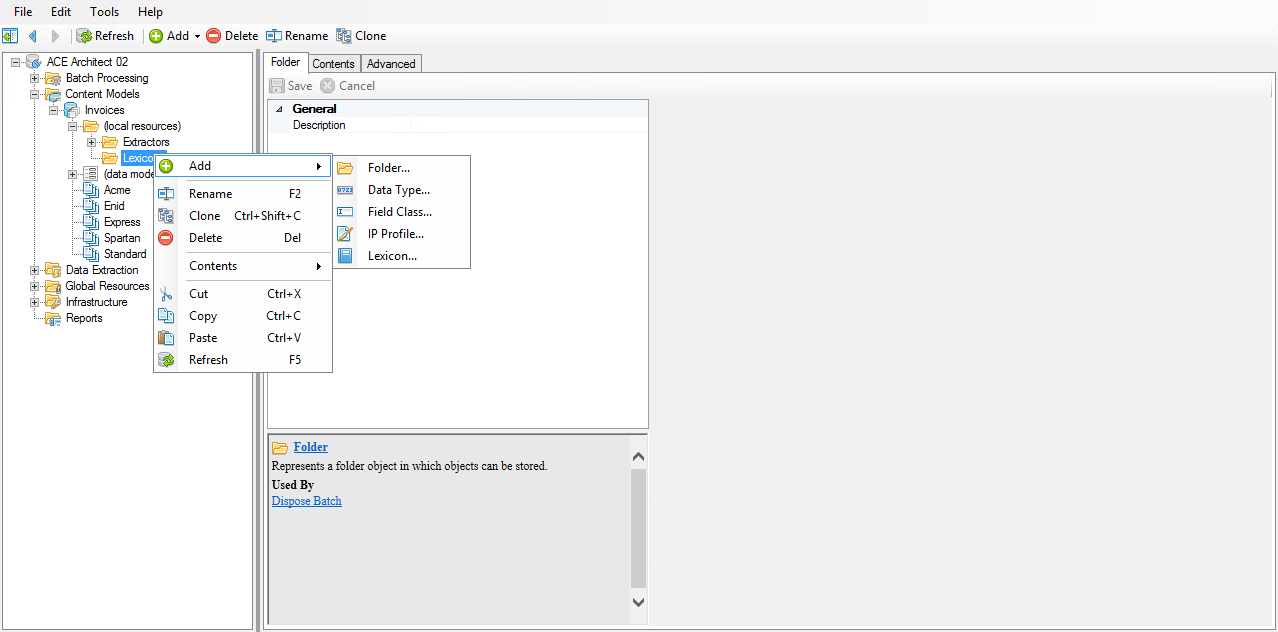 File Edit Tools Help
Refresh Add Delete Rename Clone
ACE Architect 02
Batch Processing
Content Models
Invoices
(local resources)
Extractors
Lexico
(data mode
Acme
Enid
Express
Spartan
Standard
Data Extraction
Global Resources
Infrastructure
Reports
Add
Rename F2
Clone Ctrl+Shift+C
Delete Del
Contents
Cut Ctrl+X
Copy Ctrl+C
Paste Ctrl+V
Refresh F5
Folder...
Data Type...
Field Class...
IP Profile...
Lexicon...
Folder Contents Advanced
Save Cancel
General
Description
Folder
Represents a folder object in which objects can be stored.
Used By
Dispose Batch